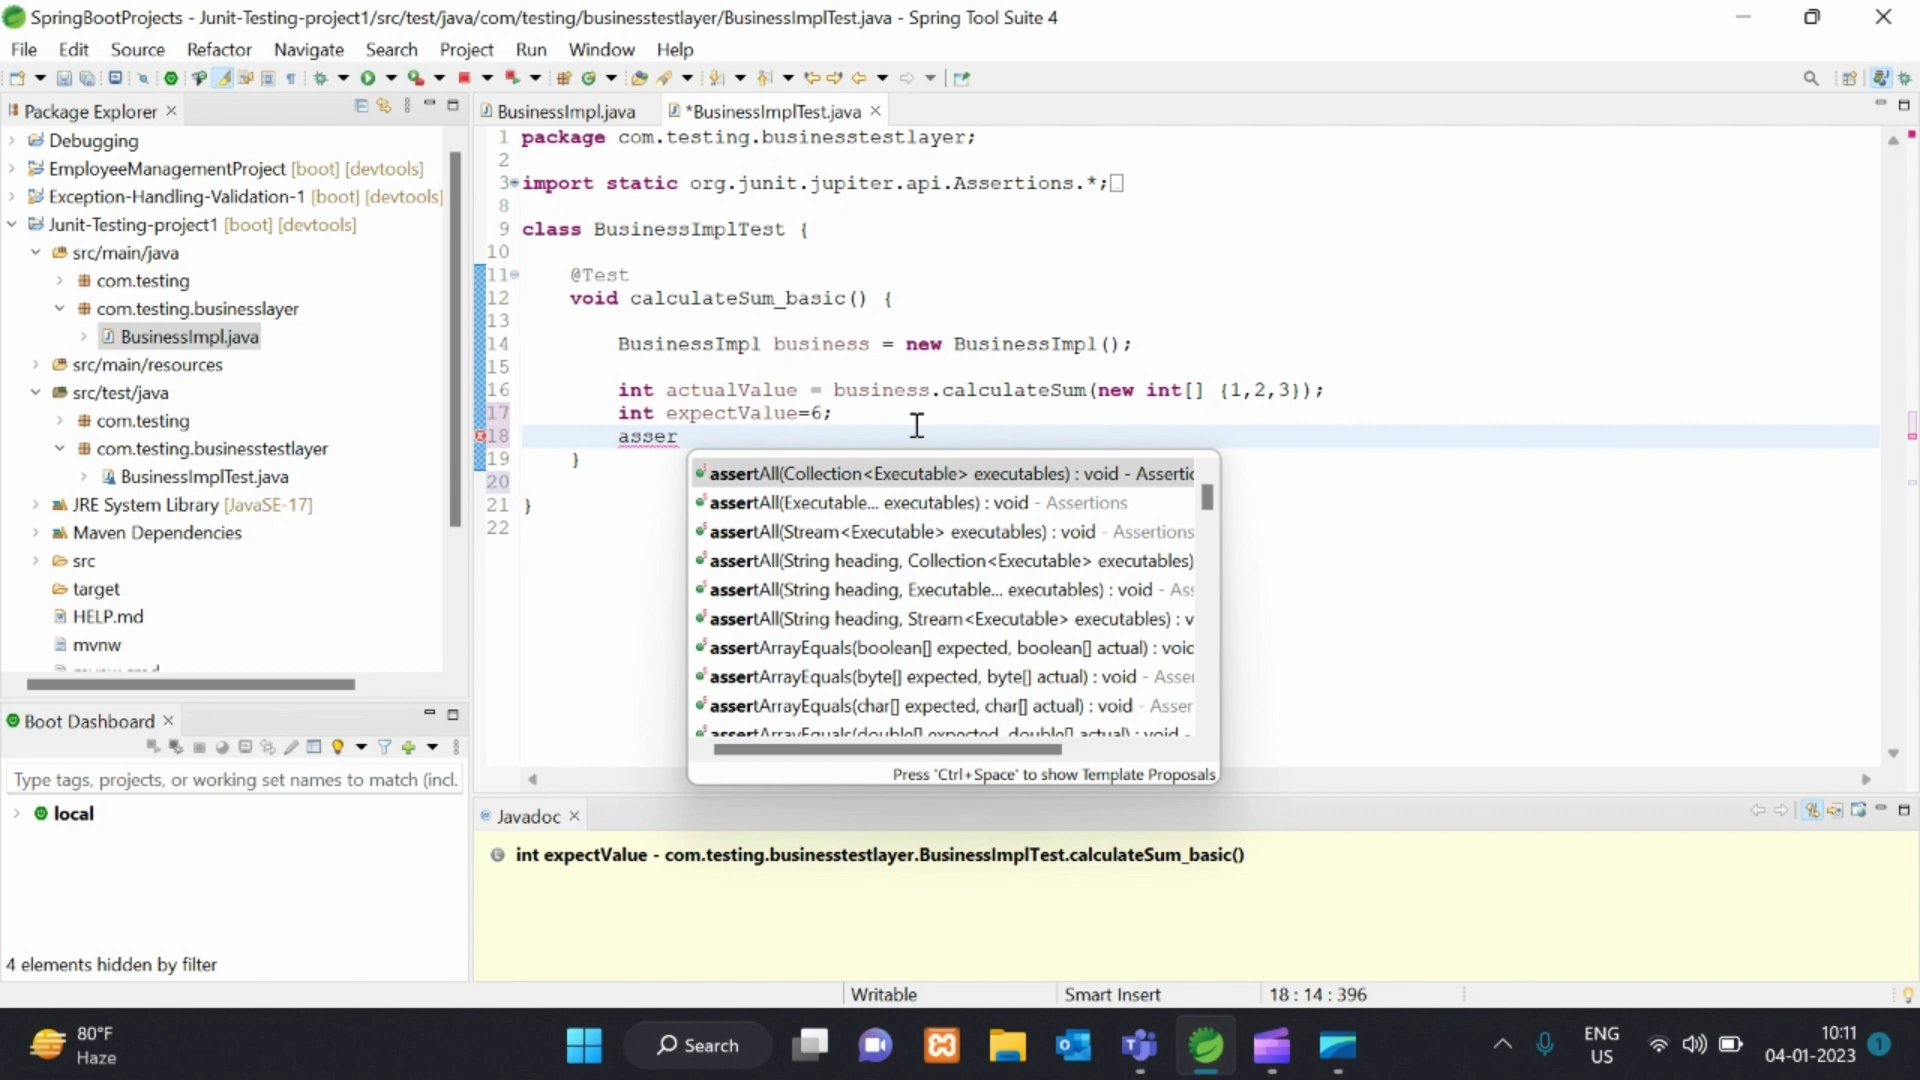 SpringBootProjects - Junit-Testing-project1/src/test/java/com/testing/businesstestlayer/BusinessImplTest.java - Spring Tool Suite 4
File Edit Source Refactor Navigate Search Project Run Window Help
Package Explorer
Debugging
EmployeeManagementProject [boot] [devtools]
Exception-Handling-Validation-1 [boot] [devtools]
Junit-Testing-project1 [boot] [devtools]
src/main/java
com.testing
com.testing.businesslayer
BusinessImpl.java
src/main/resources
src/test/java
com.testing
com.testing.businesstestlayer
BusinessImplTest.java
JRE System Library [JavaSE-17]
Maven Dependencies
src
target
HELP.md
mvnw
Boot Dashboard
Type tags, projects, or working set names to match (incl.
local
4 elements hidden by filter
BusinessImpl.java *BusinessImplTest.java
1 package com.testing.businesstestlayer;
2
3 import static org.junit.jupiter.api.Assertions.*;
8
9 class BusinessImplTest {
10
11 @Test
12 void calculateSum_basic() {
13
14 BusinessImpl business = new BusinessImpl();
15
16 int actualValue = business.calculateSum(new int[] {1,2,3});
17 int expectValue=6;
18 asser
19 }
20
21 }
22
assertAll(Collection<Executable> executables) : void - Assertic
assertAll(Executable... executables) : void - Assertions
assertAll(Stream<Executable> executables) : void - Assertions
assertAll(String heading, Collection<Executable> executables)
assertAll(String heading, Executable... executables) : void - Ass
assertAll(String heading, Stream<Executable> executables) : v
assertArrayEquals(boolean[] expected, boolean[] actual) : void
assertArrayEquals(byte[] expected, byte[] actual) : void - Asser
assertArrayEquals(char[] expected, char[] actual) : void - Asser
assertArrayEquals(double[] expected, double[] actual) : void -
Press 'Ctrl+Space' to show Template Proposals
Javadoc
int expectValue - com.testing.businesstestlayer.BusinessImplTest.calculateSum_basic()
Writable Smart Insert 18 : 14 : 396
80°F
Haze
Search
ENG
US
10:11
04-01-2023
1